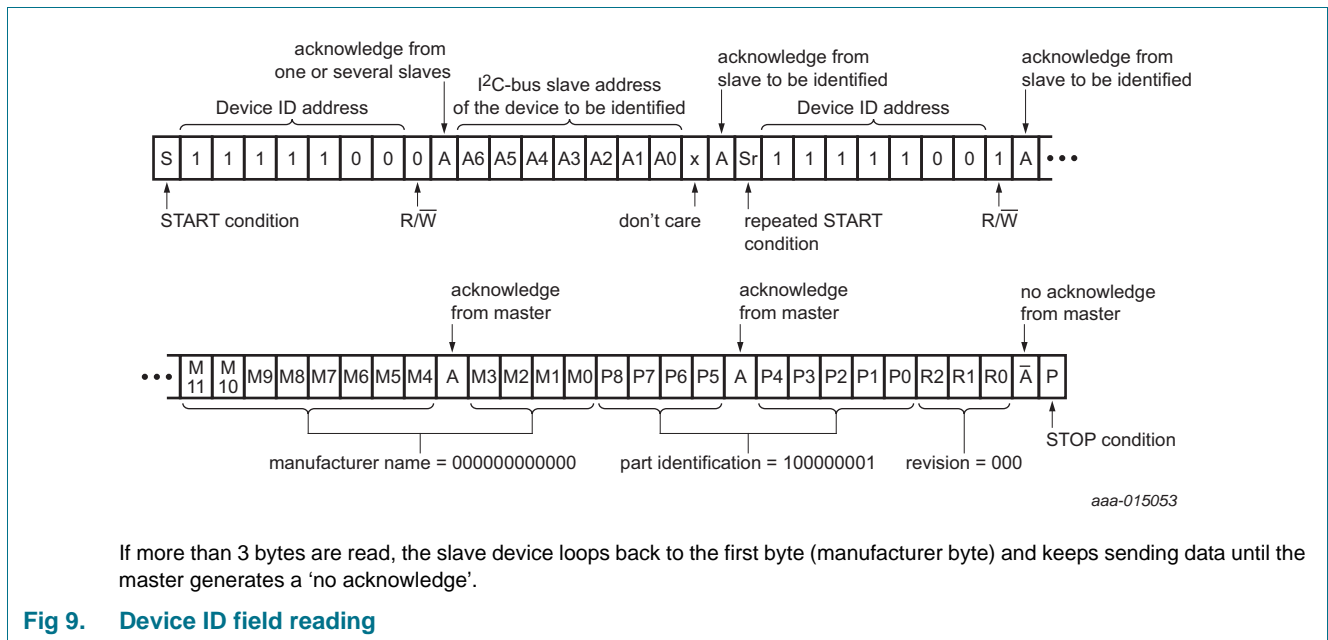 acknowledge from
one or several slaves
I2C-bus slave address
of the device to be identified
acknowledge from
slave to be identified
acknowledge from
slave to be identified
Device ID address
Device ID address
S 1 1 1 1 1 0 0 0 A A6 A5 A4 A3 A2 A1 A0 x A Sr 1 1 1 1 1 0 0 1 A •••
START condition
R/W̅
don't care
repeated START
condition
R/W̅
acknowledge
from master
acknowledge
from master
no acknowledge
from master
••• M11 M10 M9 M8 M7 M6 M5 M4 A M3 M2 M1 M0 P8 P7 P6 P5 A P4 P3 P2 P1 P0 R2 R1 R0 A̅ P
STOP condition
manufacturer name = 000000000000
part identification = 100000001
revision = 000
aaa-015053
If more than 3 bytes are read, the slave device loops back to the first byte (manufacturer byte) and keeps sending data until the
master generates a ‘no acknowledge’.
Fig 9. Device ID field reading